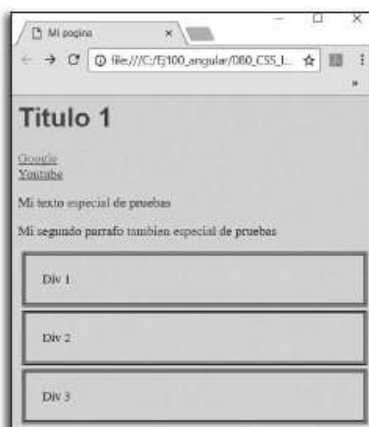 Mi pagina
file:///C:/Ej100_angular/080_CSS_I...
Titulo 1
Google
Youtube
Mi texto especial de pruebas
Mi segundo parrafo tambien especial de pruebas
Div 1
Div 2
Div 3